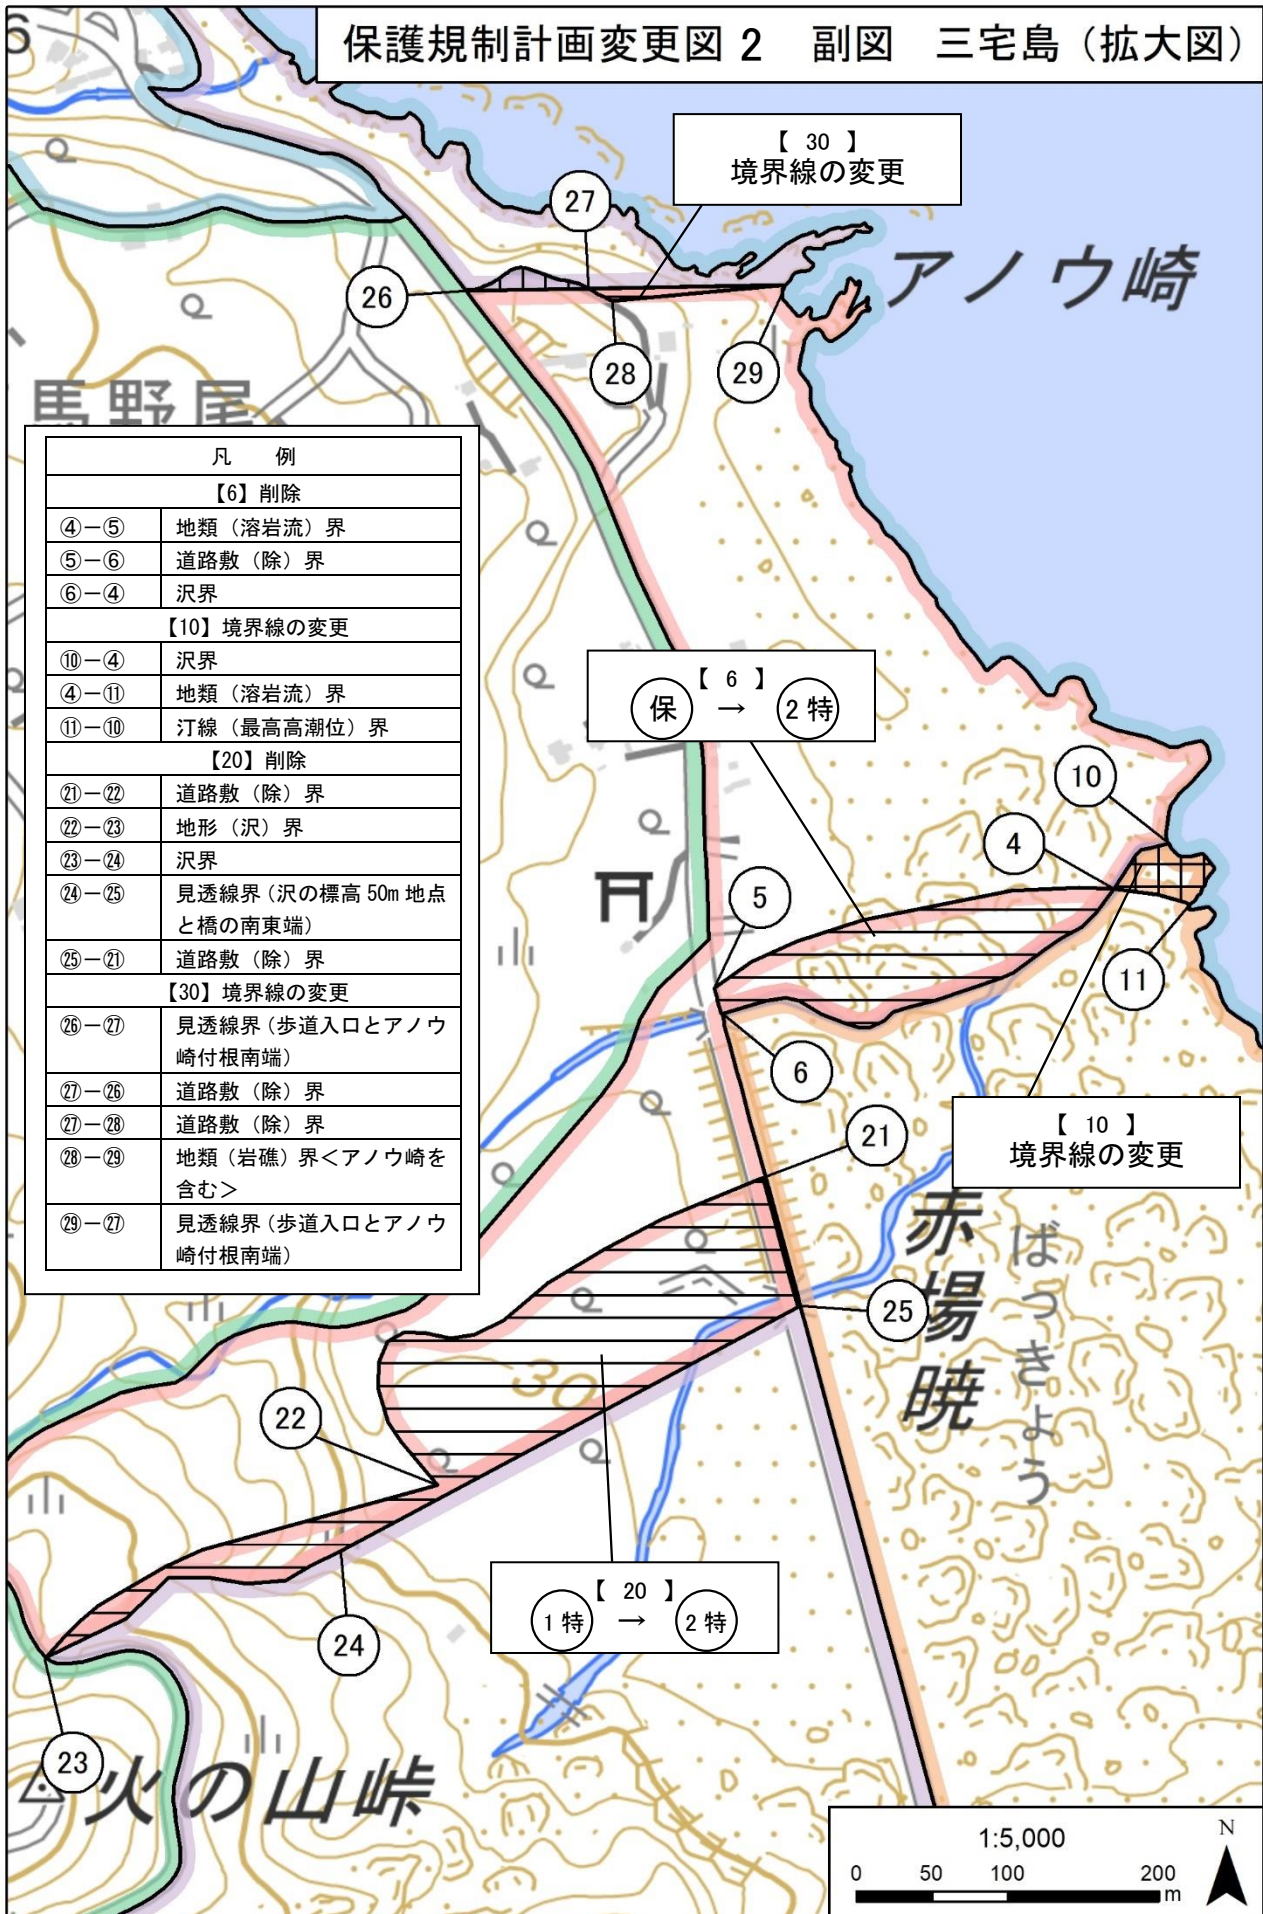 保護規制計画変更図 2　副図　三宅島（拡大図）
6
【 30 】
境界線の変更
27
26
28
29
アノウ崎
馬野尾
凡　例
【6】削除
④－⑤　地類（溶岩流）界
⑤－⑥　道路敷（除）界
⑥－④　沢界
【10】境界線の変更
⑩－④　沢界
④－⑪　地類（溶岩流）界
⑪－⑩　汀線（最高高潮位）界
【20】削除
㉑－㉒　道路敷（除）界
㉒－㉓　地形（沢）界
㉓－㉔　沢界
㉔－㉕　見透線界（沢の標高 50m 地点
と橋の南東端）
㉕－㉑　道路敷（除）界
【30】境界線の変更
㉖－㉗　見透線界（歩道入口とアノウ
崎付根南端）
㉗－㉖　道路敷（除）界
㉗－㉘　道路敷（除）界
㉘－㉙　地類（岩礁）界＜アノウ崎を
含む＞
㉙－㉗　見透線界（歩道入口とアノウ
崎付根南端）
【 6 】
保 → 2特
10
4
5
11
6
21
【 10 】
境界線の変更
赤場暁
ばっきょう
25
30
22
【 20 】
1特 → 2特
24
23
火の山峠
1:5,000
N
0 50 100 200
m